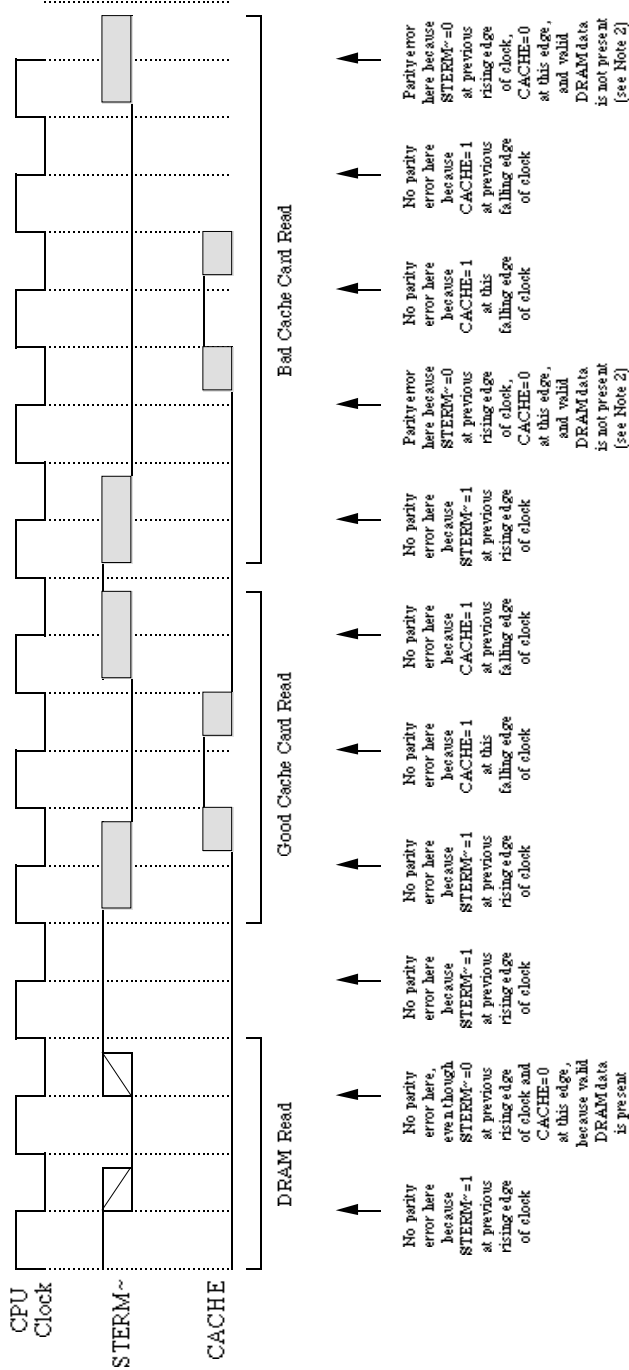 CPU
Clock
STERM~
CACHE
DRAM Read
Good Cache Card Read
Bad Cache Card Read
No parity
error here
because
STERM~=1
at previous
rising edge
of clock
No parity
error here,
even though
STERM~=0
at previous
rising edge
of clock and
CACHE=0
at this edge,
because valid
DRAM data
is present
No parity
error here
because
STERM~=1
at previous
rising edge
of clock
No parity
error here
because
STERM~=1
at previous
rising edge
of clock
No parity
error here
because
CACHE=1
at this
falling edge
of clock
No parity
error here
because
CACHE=1
at previous
falling edge
of clock
No parity
error here
because
STERM~=1
at previous
rising edge
of clock
Parity error
here because
STERM~=0
at previous
rising edge
of clock,
CACHE=0
at this edge,
and valid
DRAM data
is not present
(see Note 2)
No parity
error here
because
CACHE=1
at this
falling edge
of clock
No parity
error here
because
CACHE=1
at previous
falling edge
of clock
Parity error
here because
STERM~=0
at previous
rising edge
of clock,
CACHE=0
at this edge,
and valid
DRAM data
is not present
(see Note 2)